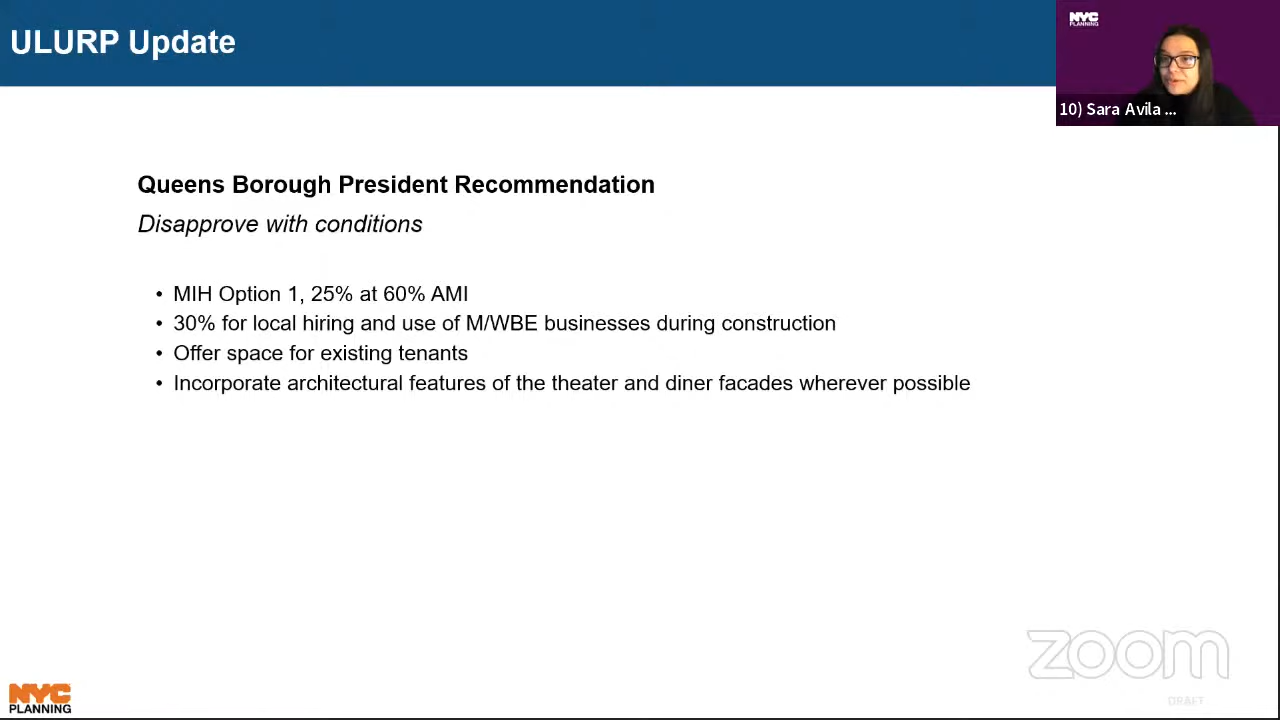 ULURP Update
NYC
PLANNING
10) Sara Avila ...
Queens Borough President Recommendation
Disapprove with conditions
• MIH Option 1, 25% at 60% AMI
• 30% for local hiring and use of M/WBE businesses during construction
• Offer space for existing tenants
• Incorporate architectural features of the theater and diner facades wherever possible
zoom
DRAFT
NYC
PLANNING